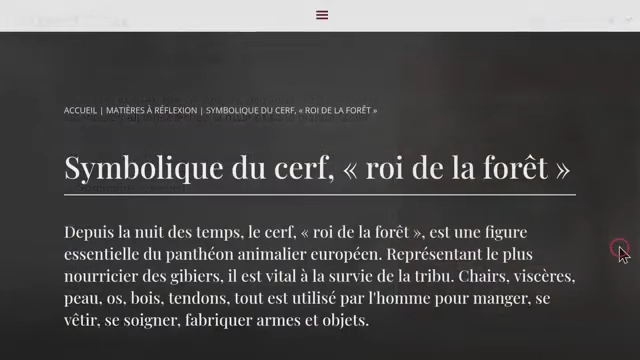 ACCUEIL | MATIÈRES À RÉFLEXION | SYMBOLIQUE DU CERF, « ROI DE LA FORÊT »
Symbolique du cerf, « roi de la forêt »
Depuis la nuit des temps, le cerf, « roi de la forêt », est une figure
essentielle du panthéon animalier européen. Représentant le plus
nourricier des gibiers, il est vital à la survie de la tribu. Chairs, viscères,
peau, os, bois, tendons, tout est utilisé par l'homme pour manger, se
vêtir, se soigner, fabriquer armes et objets.